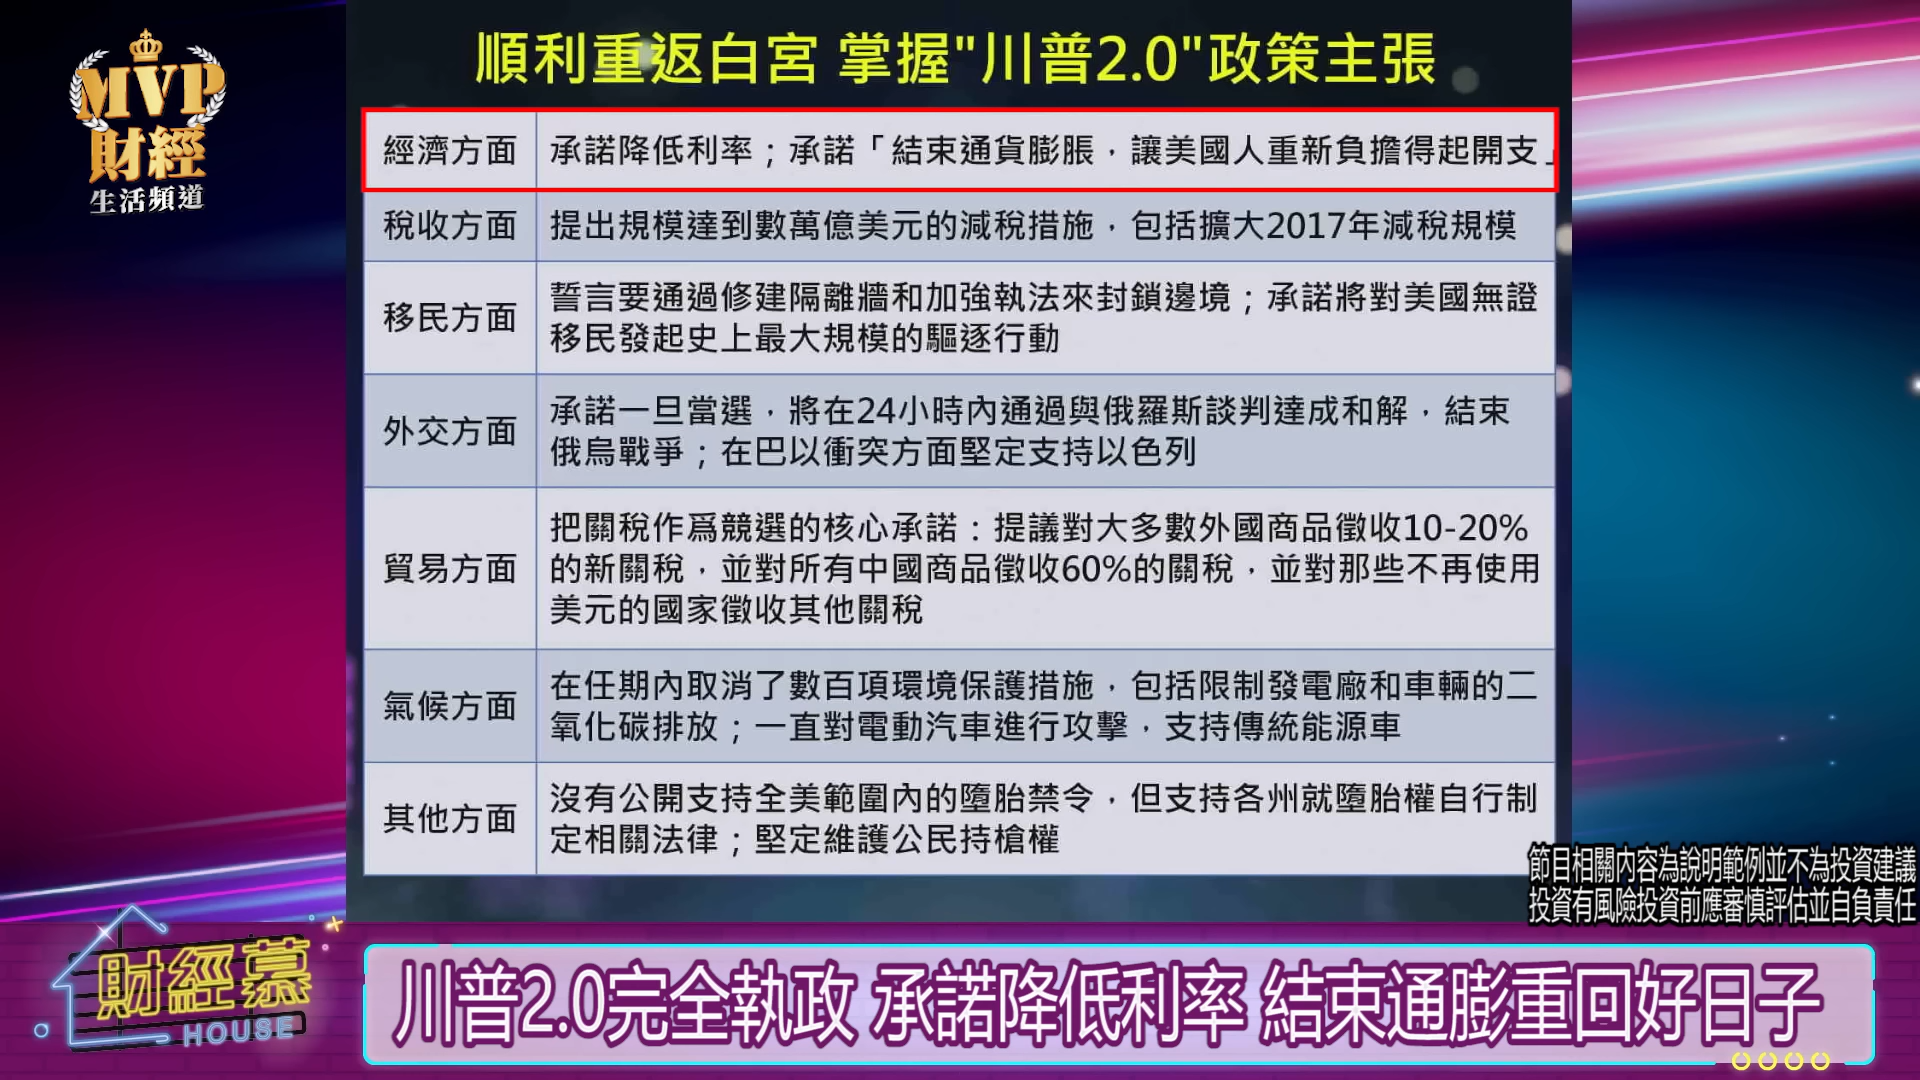 MVP
財經
生活頻道
順利重返白宮 掌握"川普2.0"政策主張
經濟方面
承諾降低利率；承諾「結束通貨膨脹，讓美國人重新負擔得起開支」
稅收方面
提出規模達到數萬億美元的減稅措施，包括擴大2017年減稅規模
移民方面
誓言要通過修建隔離牆和加強執法來封鎖邊境；承諾將對美國無證
移民發起史上最大規模的驅逐行動
外交方面
承諾一旦當選，將在24小時內通過與俄羅斯談判達成和解，結束
俄烏戰爭；在巴以衝突方面堅定支持以色列
貿易方面
把關稅作爲競選的核心承諾：提議對大多數外國商品徵收10-20%
的新關稅，並對所有中國商品徵收60%的關稅，並對那些不再使用
美元的國家徵收其他關稅
氣候方面
在任期內取消了數百項環境保護措施，包括限制發電廠和車輛的二
氧化碳排放；一直對電動汽車進行攻擊，支持傳統能源車
其他方面
沒有公開支持全美範圍內的墮胎禁令，但支持各州就墮胎權自行制
定相關法律；堅定維護公民持槍權
節目相關內容為說明範例並不為投資建議
投資有風險投資前應審慎評估並自負責任
財經慕
HOUSE
川普2.0完全執政 承諾降低利率 結束通膨重回好日子